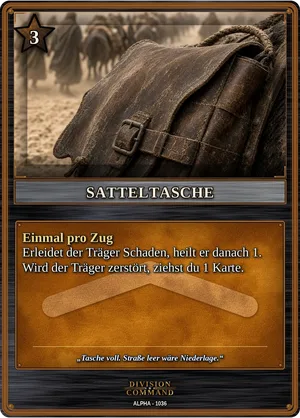 3
SATTELTASCHE
Einmal pro Zug
Erleidet der Träger Schaden, heilt er danach 1.
Wird der Träger zerstört, ziehst du 1 Karte.
„Tasche voll. Straße leer wäre Niederlage.“
DIVISION
COMMAND
ALPHA - 1036